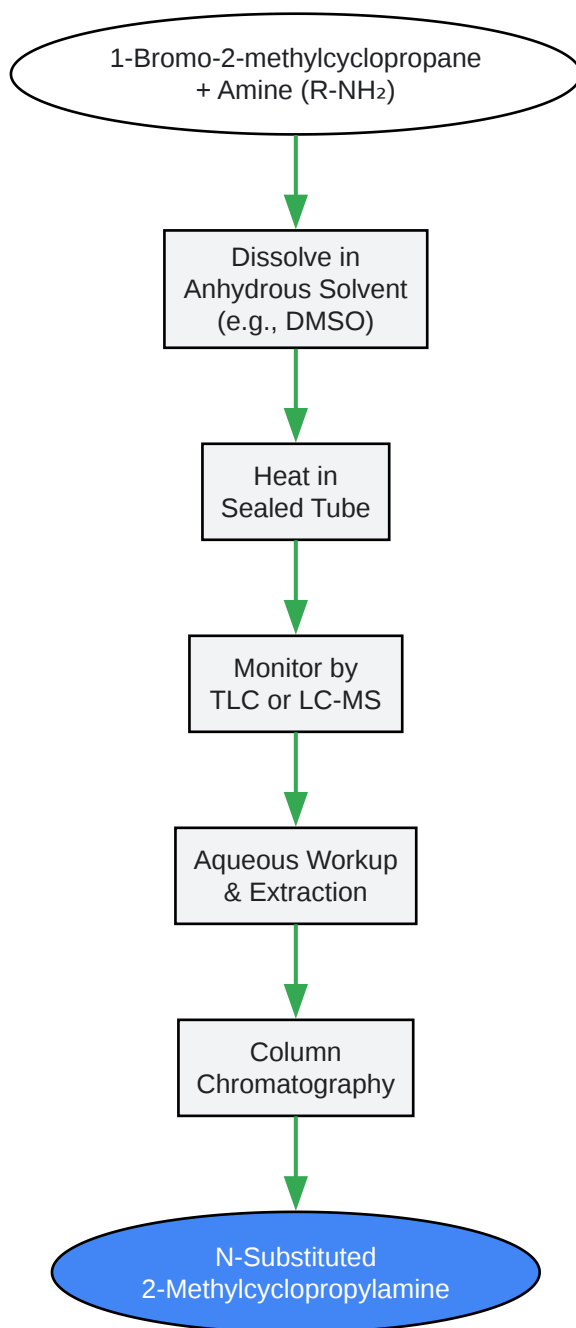 1-Bromo-2-methylcyclopropane
+ Amine (R-NH₂)
Dissolve in
Anhydrous Solvent
(e.g., DMSO)
Heat in
Sealed Tube
Monitor by
TLC or LC-MS
Aqueous Workup
& Extraction
Column
Chromatography
N-Substituted
2-Methylcyclopropylamine